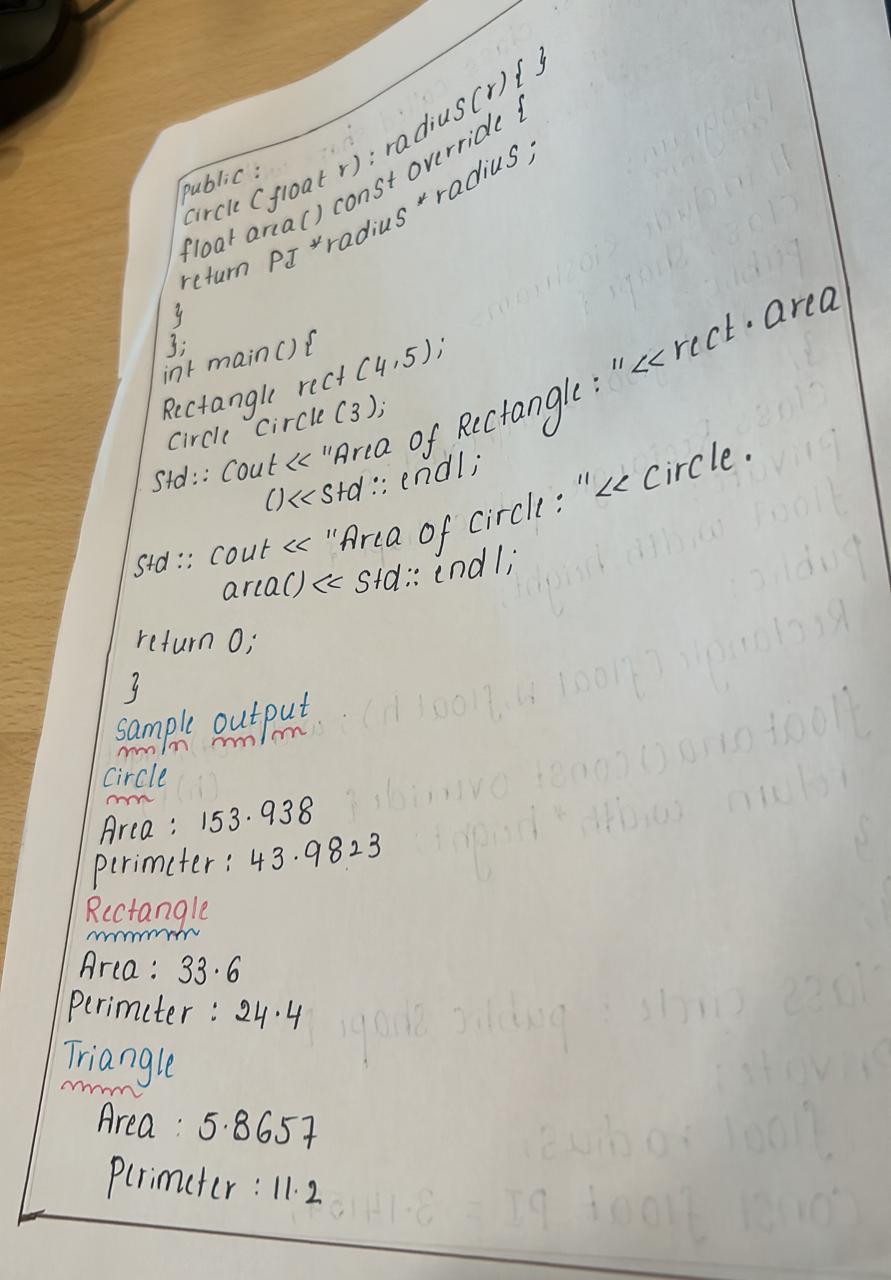 public :
Circle (float r) : radius(r) { }
float area() const override {
return PI * radius * radius ;
}
};
int main() {
Rectangle rect (4,5);
Circle Circle (3);
Std:: Cout << "Area of Rectangle : "<< rect . area
()<< Std :: endl;
Std :: Cout << "Area of Circle : "<< Circle .
area() << Std :: endl;
return 0;
}
Sample output
Circle
Area : 153.938
Perimeter : 43.9823
Rectangle
Area : 33.6
Perimeter : 24.4
Triangle
Area : 5.8657
Perimeter : 11.2